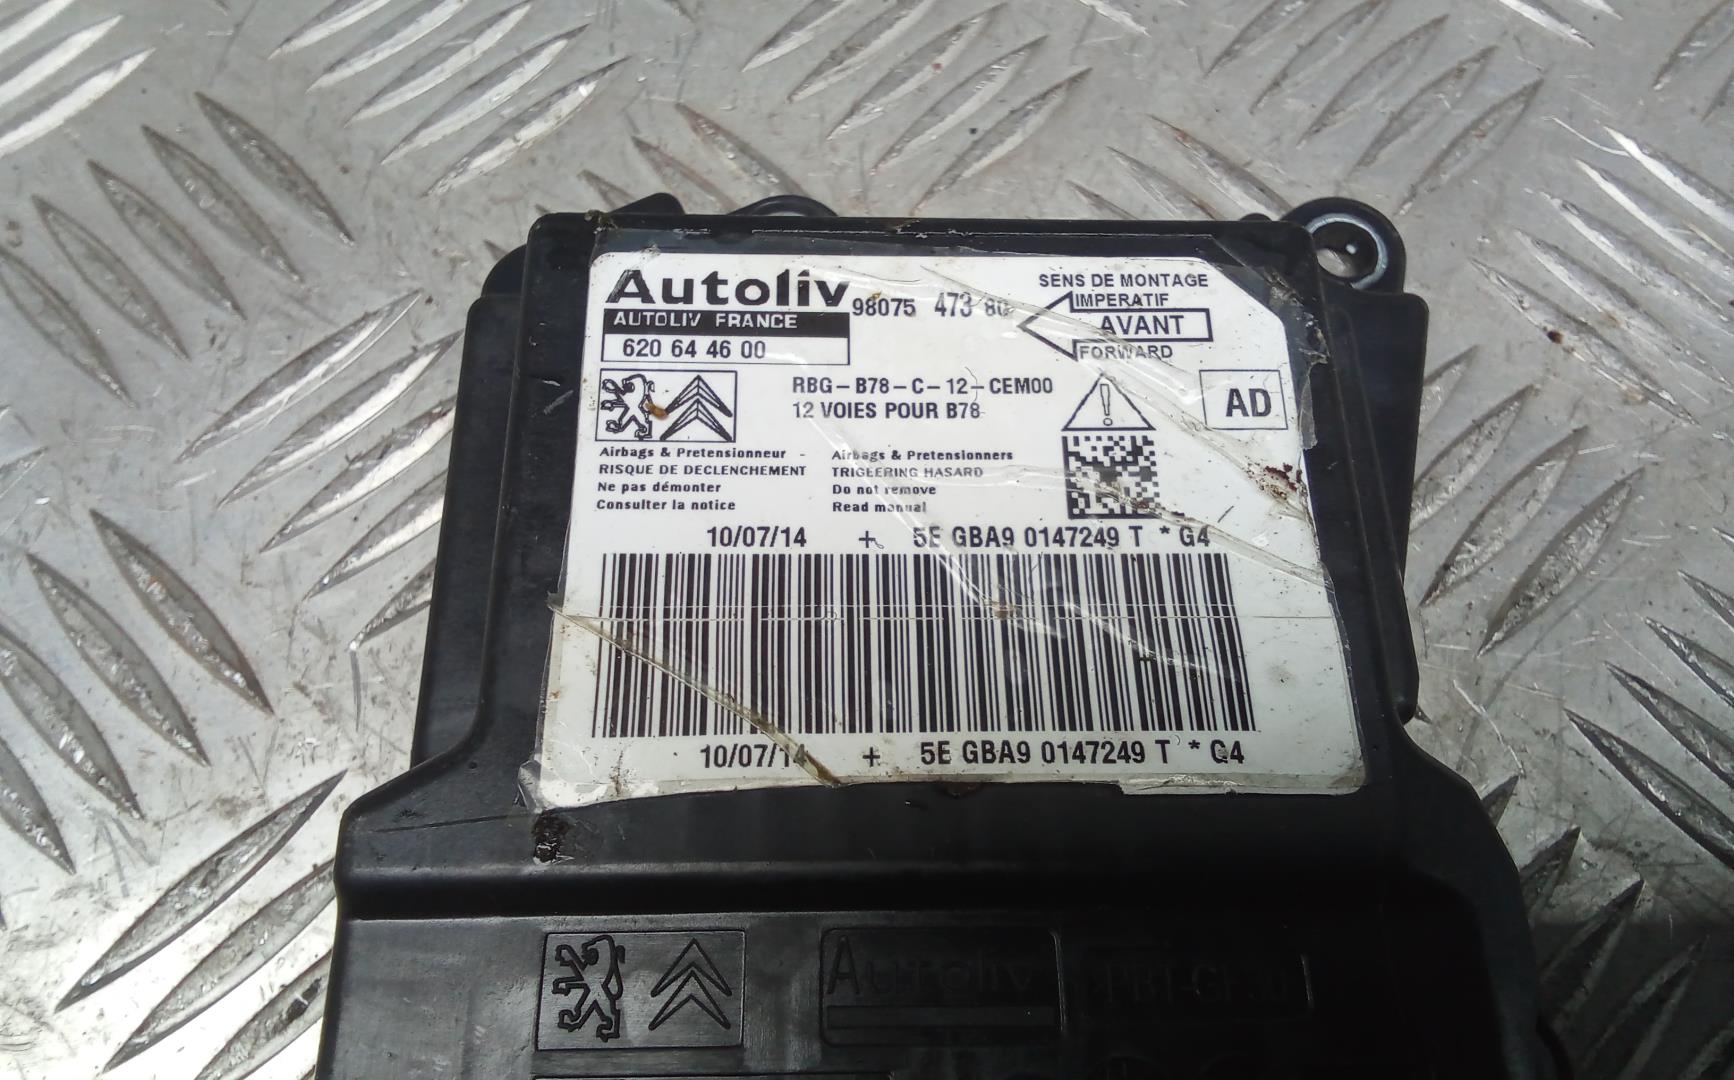 Autoliv
AUTOLIV FRANCE
620 64 46 00
98075 473 80
SENS DE MONTAGE
IMPERATIF
AVANT
FORWARD
RBG-B78-C-12-CEM00
12 VOIES POUR B78
AD
Airbags & Pretensionneur -
RISQUE DE DECLENCHEMENT
Ne pas démonter
Consulter la notice
Airbags & Pretensionners
TRIGEERING HASARD
Do not remove
Read manual
10/07/14 + 5E GBA9 0147249 T * G4
10/07/14 + 5E GBA9 0147249 T * G4
Autoliv